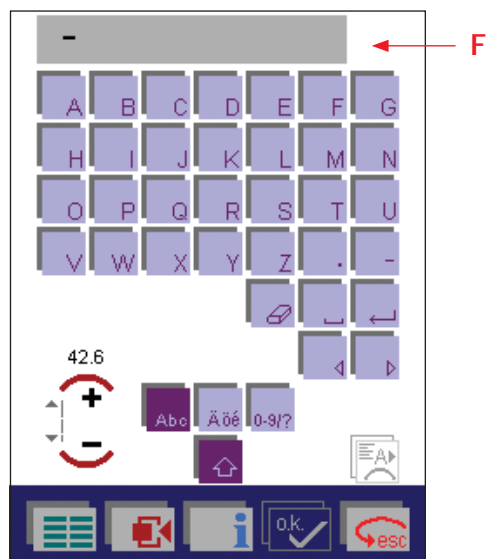 -
F
A B C D E F G
H I J K L M N
O P Q R S T U
V W X Y Z . -
42.6
+
Abc Äöé 0-9/?
-
A
i o.k. esc